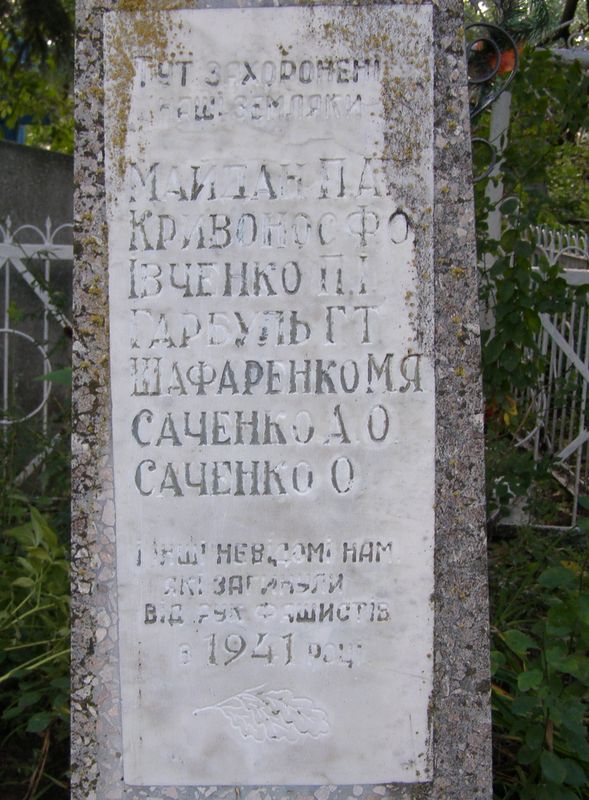 ТУТ ЗАХОРОНЕНІ
НАШІ ЗЕМЛЯКИ
МАЙДАН П А
КРИВОНОС Ф О
ІВЧЕНКО П. І
ГАРБУЛЬ Г Т
ШАФАРЕНКО М Я
САЧЕНКО А. О.
САЧЕНКО О
І ІНШІ НЕВІДОМІ НАМ,
ЯКІ ЗАГИНУЛИ
ВІД РУК ФАШИСТІВ
В 1941 РОЦІ